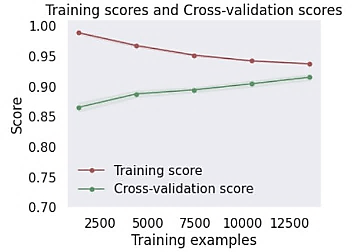 Training scores and Cross-validation scores
1.00
0.95
0.90
0.85
0.80
0.75
0.70
Score
Training score
Cross-validation score
2500 5000 7500 10000 12500
Training examples